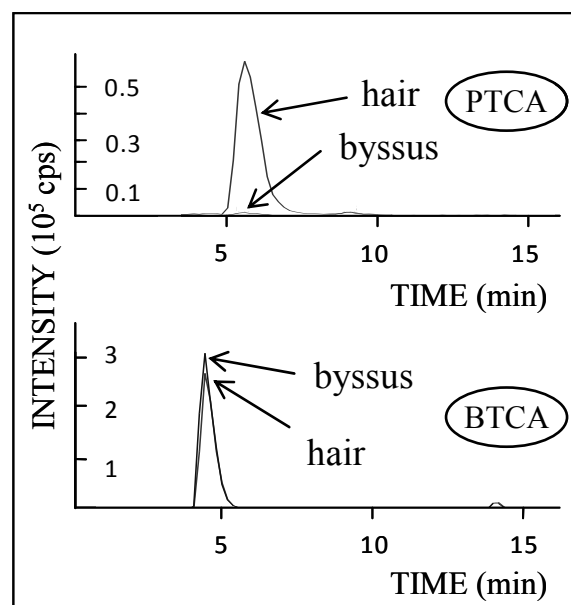 0.5
hair
PTCA
0.3
byssus
0.1
5 10 15
TIME (min)
INTENSITY (10⁵ cps)
3
byssus
2
BTCA
hair
1
5 10 15
TIME (min)